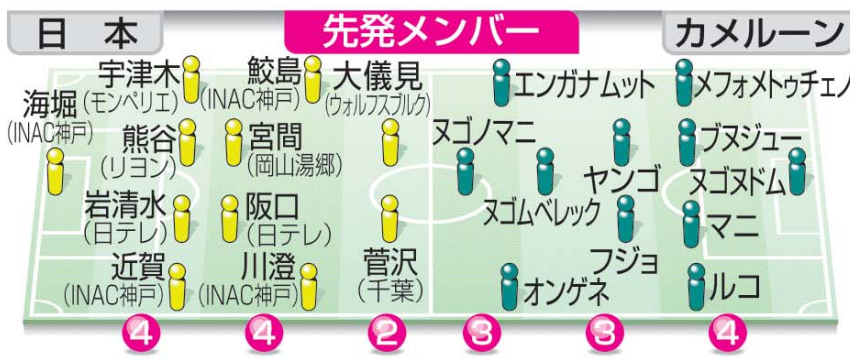 日本
先発メンバー
カメルーン
海堀
(INAC神戸)
宇津木
(モンペリエ)
熊谷
(リヨン)
岩清水
(日テレ)
近賀
(INAC神戸)
鮫島
(INAC神戸)
宮間
(岡山湯郷)
阪口
(日テレ)
川澄
(INAC神戸)
大儀見
(ウォルフスブルク)
菅沢
(千葉)
エンガナムット
ヌゴノマニ
ヌゴムベレック
オンゲネ
ヤンゴ
フジョ
メフォメトゥチェノ
ブヌジュー
ヌゴヌドム
マニ
ルコ
4
4
2
3
3
4